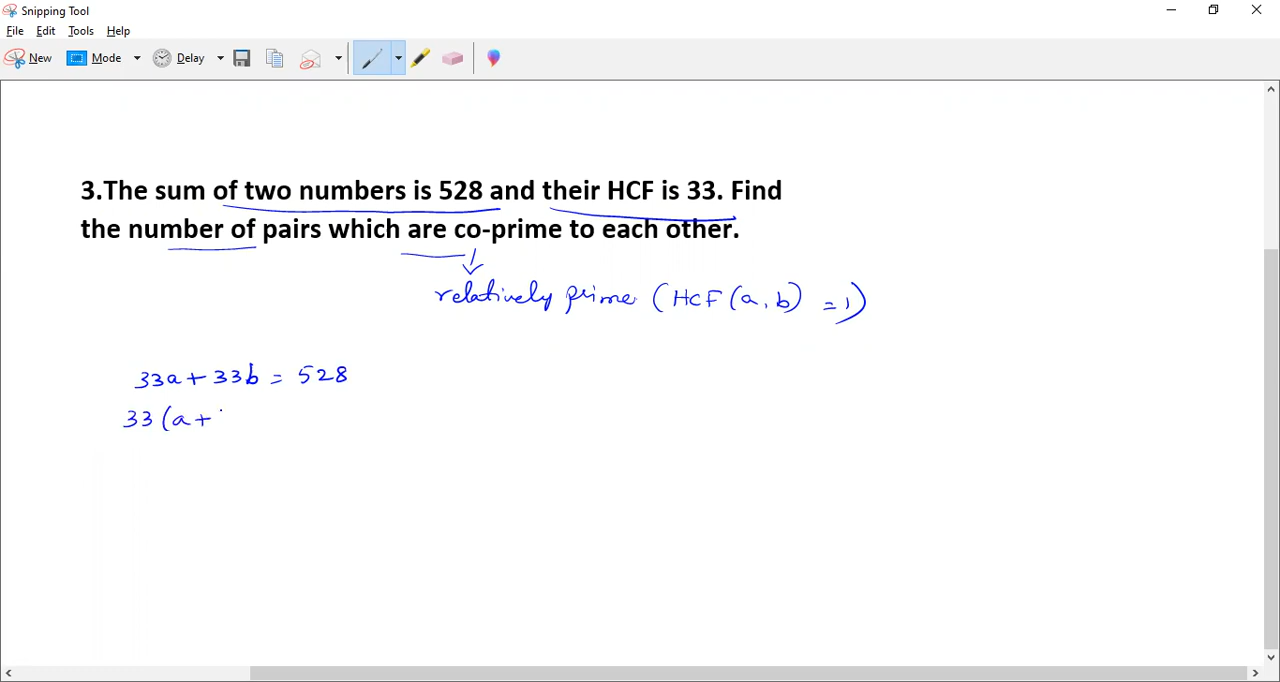 Snipping Tool
File Edit Tools Help
New Mode Delay
3.The sum of two numbers is 528 and their HCF is 33. Find
the number of pairs which are co-prime to each other.
relatively prime (HCF(a, b) = 1)
33a + 33b = 528
33 (a +